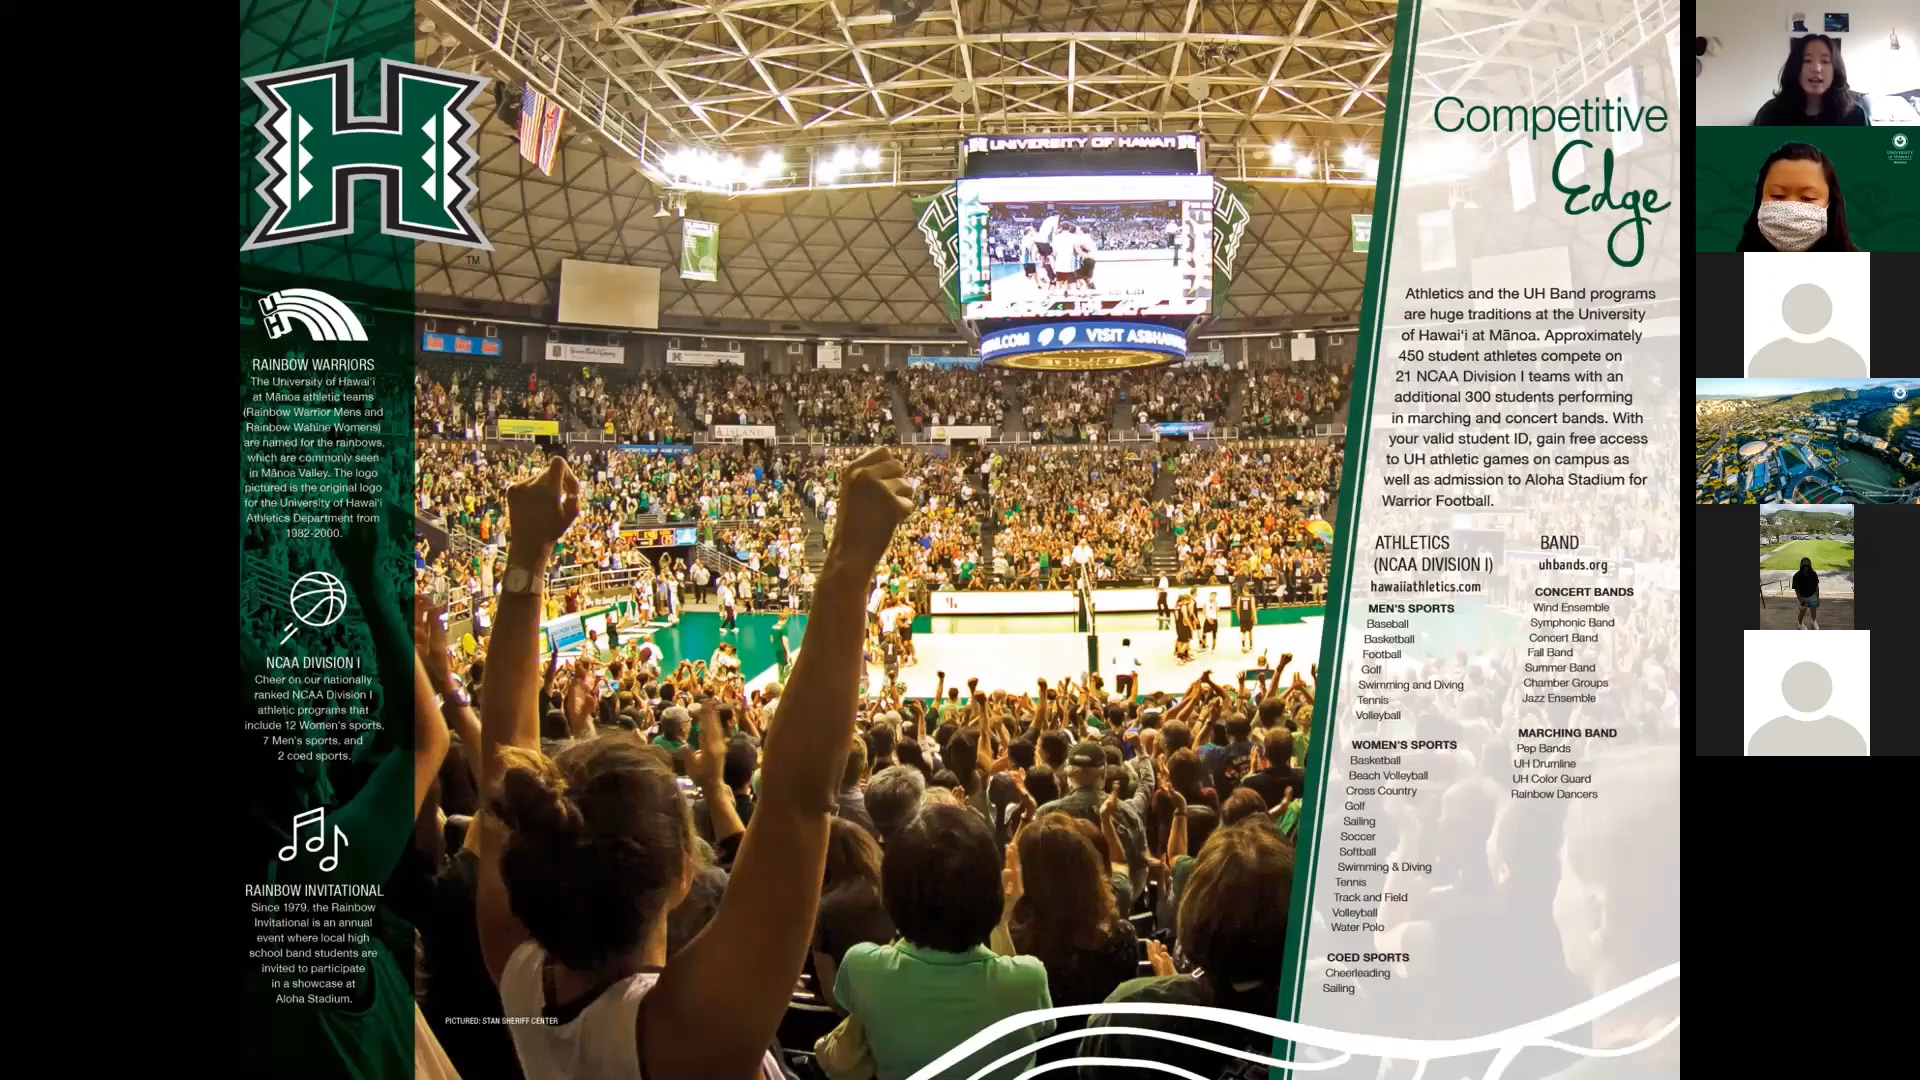 H
TM
UH
RAINBOW WARRIORS
The University of Hawaiʻi
at Mānoa athletic teams
(Rainbow Warrior Mens and
Rainbow Wahine Womens)
are named for the rainbows,
which are commonly seen
in Mānoa Valley. The logo
pictured is the original logo
for the University of Hawaiʻi
Athletics Department from
1982-2000.
NCAA DIVISION I
Cheer on our nationally
ranked NCAA Division I
athletic programs that
include 12 Women's sports,
7 Men's sports, and
2 coed sports.
RAINBOW INVITATIONAL
Since 1979, the Rainbow
Invitational is an annual
event where local high
school band students are
invited to participate
in a showcase at
Aloha Stadium.
UNIVERSITY OF HAWAI'I
.COM
VISIT ASBHAWAI
ISLAND
PICTURED: STAN SHERIFF CENTER
Competitive
Edge
Athletics and the UH Band programs
are huge traditions at the University
of Hawaiʻi at Mānoa. Approximately
450 student athletes compete on
21 NCAA Division I teams with an
additional 300 students performing
in marching and concert bands. With
your valid student ID, gain free access
to UH athletic games on campus as
well as admission to Aloha Stadium for
Warrior Football.
ATHLETICS
(NCAA DIVISION I)
hawaiiathletics.com
MEN'S SPORTS
Baseball
Basketball
Football
Golf
Swimming and Diving
Tennis
Volleyball
WOMEN'S SPORTS
Basketball
Beach Volleyball
Cross Country
Golf
Sailing
Soccer
Softball
Swimming & Diving
Tennis
Track and Field
Volleyball
Water Polo
COED SPORTS
Cheerleading
Sailing
BAND
uhbands.org
CONCERT BANDS
Wind Ensemble
Symphonic Band
Concert Band
Fall Band
Summer Band
Chamber Groups
Jazz Ensemble
MARCHING BAND
Pep Bands
UH Drumline
UH Color Guard
Rainbow Dancers